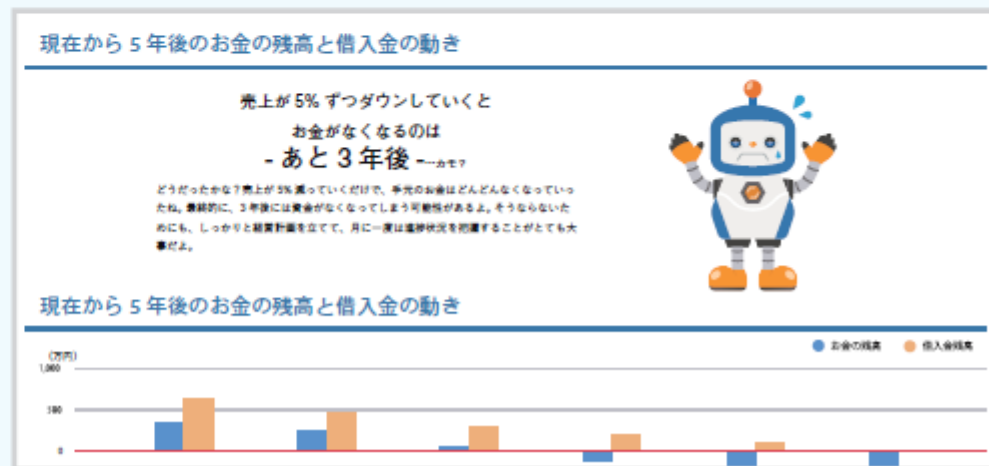 現在から 5 年後のお金の残高と借入金の動き
売上が 5% ずつダウンしていくと
お金がなくなるのは
- あと 3 年後 -…カモ？
どうだったかな？売上が 5% 減っていくだけで、手元のお金はどんどんなくなっていっ
たね。最終的に、3 年後には資金がなくなってしまう可能性があるよ。そうならないた
めにも、しっかりと経営計画を立てて、月に一度は進捗状況を把握することがとても大
事だよ。
現在から 5 年後のお金の残高と借入金の動き
お金の残高 借入金残高
(万円)
1,000
500
0